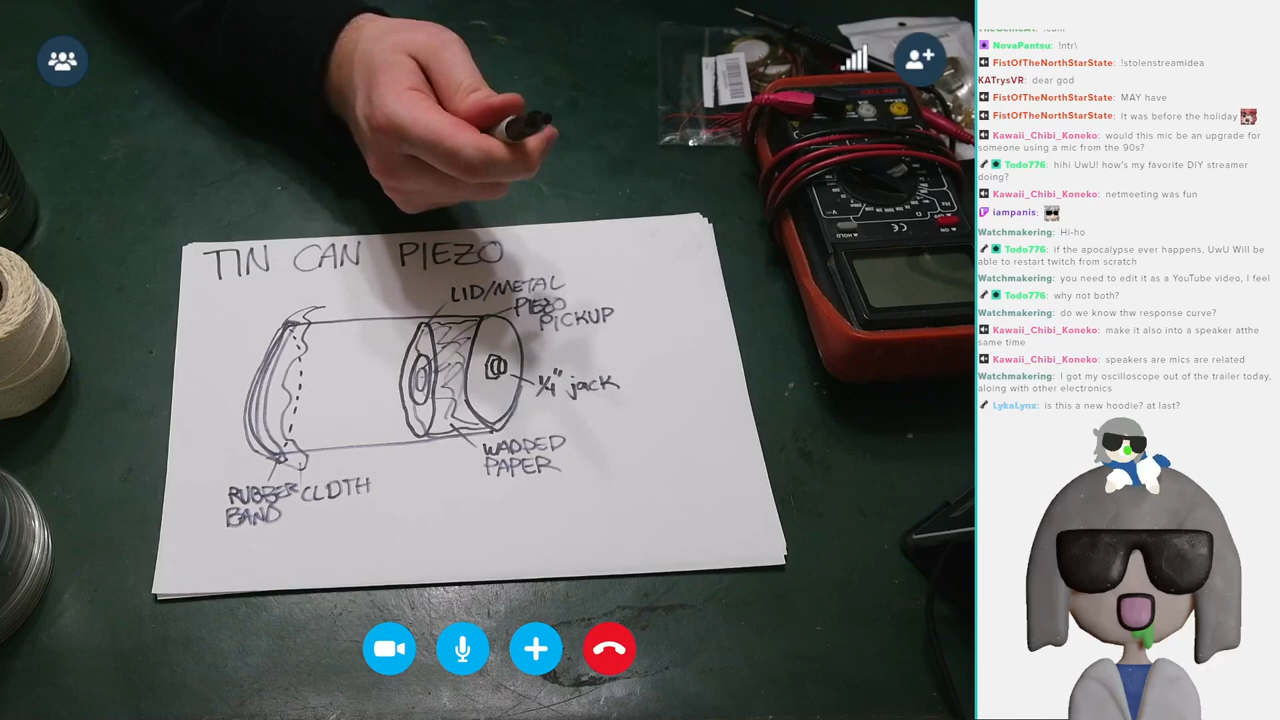 TIN CAN PIEZO
LID/METAL
PIEZO
PICKUP
1/4" jack
WADDED
PAPER
RUBBER
BAND
CLOTH
NovaPantsu: !ntr\
FistOfTheNorthStarState: !stolenstreamidea
KATrysVR: dear god
FistOfTheNorthStarState: MAY have
FistOfTheNorthStarState: It was before the holiday
Kawaii_Chibi_Koneko: would this mic be an upgrade for
someone using a mic from the 90s?
Todo776: hihi UwU! how's my favorite DIY streamer
doing?
Kawaii_Chibi_Koneko: netmeeting was fun
iampanis:
Watchmakering: Hi-ho
Todo776: if the apocalypse ever happens, UwU Will be
able to restart twitch from scratch
Watchmakering: you need to edit it as a YouTube video, I feel
Todo776: why not both?
Watchmakering: do we know thw response curve?
Kawaii_Chibi_Koneko: make it also into a speaker atthe
same time
Kawaii_Chibi_Koneko: speakers are mics are related
Watchmakering: I got my oscilloscope out of the trailer today,
aloing with other electronics
LykaLynx: is this a new hoodie? at last?